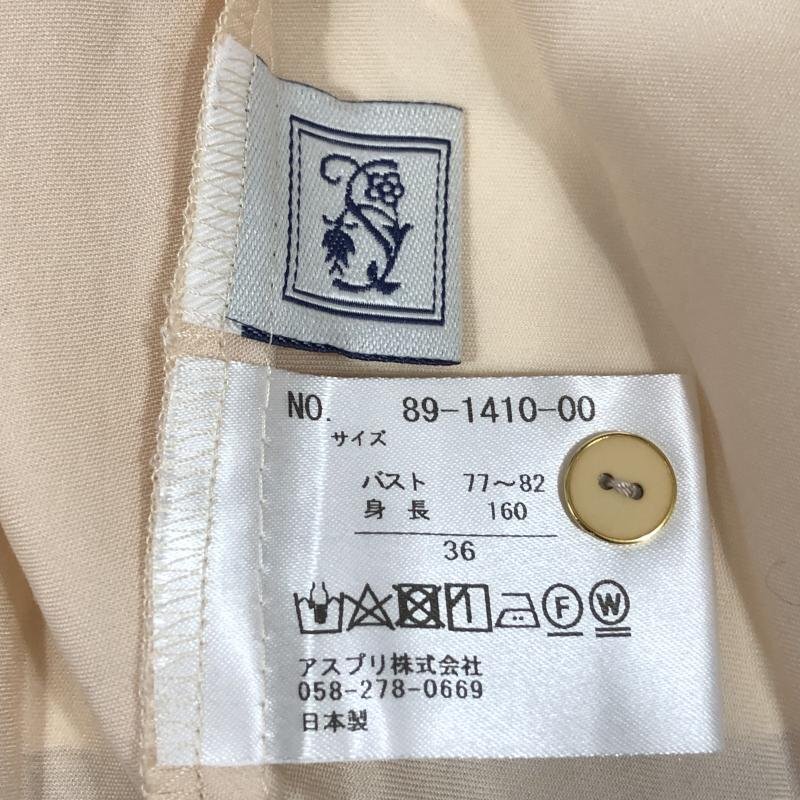 NO. 89-1410-00
サイズ
バスト 77～82
身長 160
36
F W
アスプリ株式会社
058-278-0669
日本製